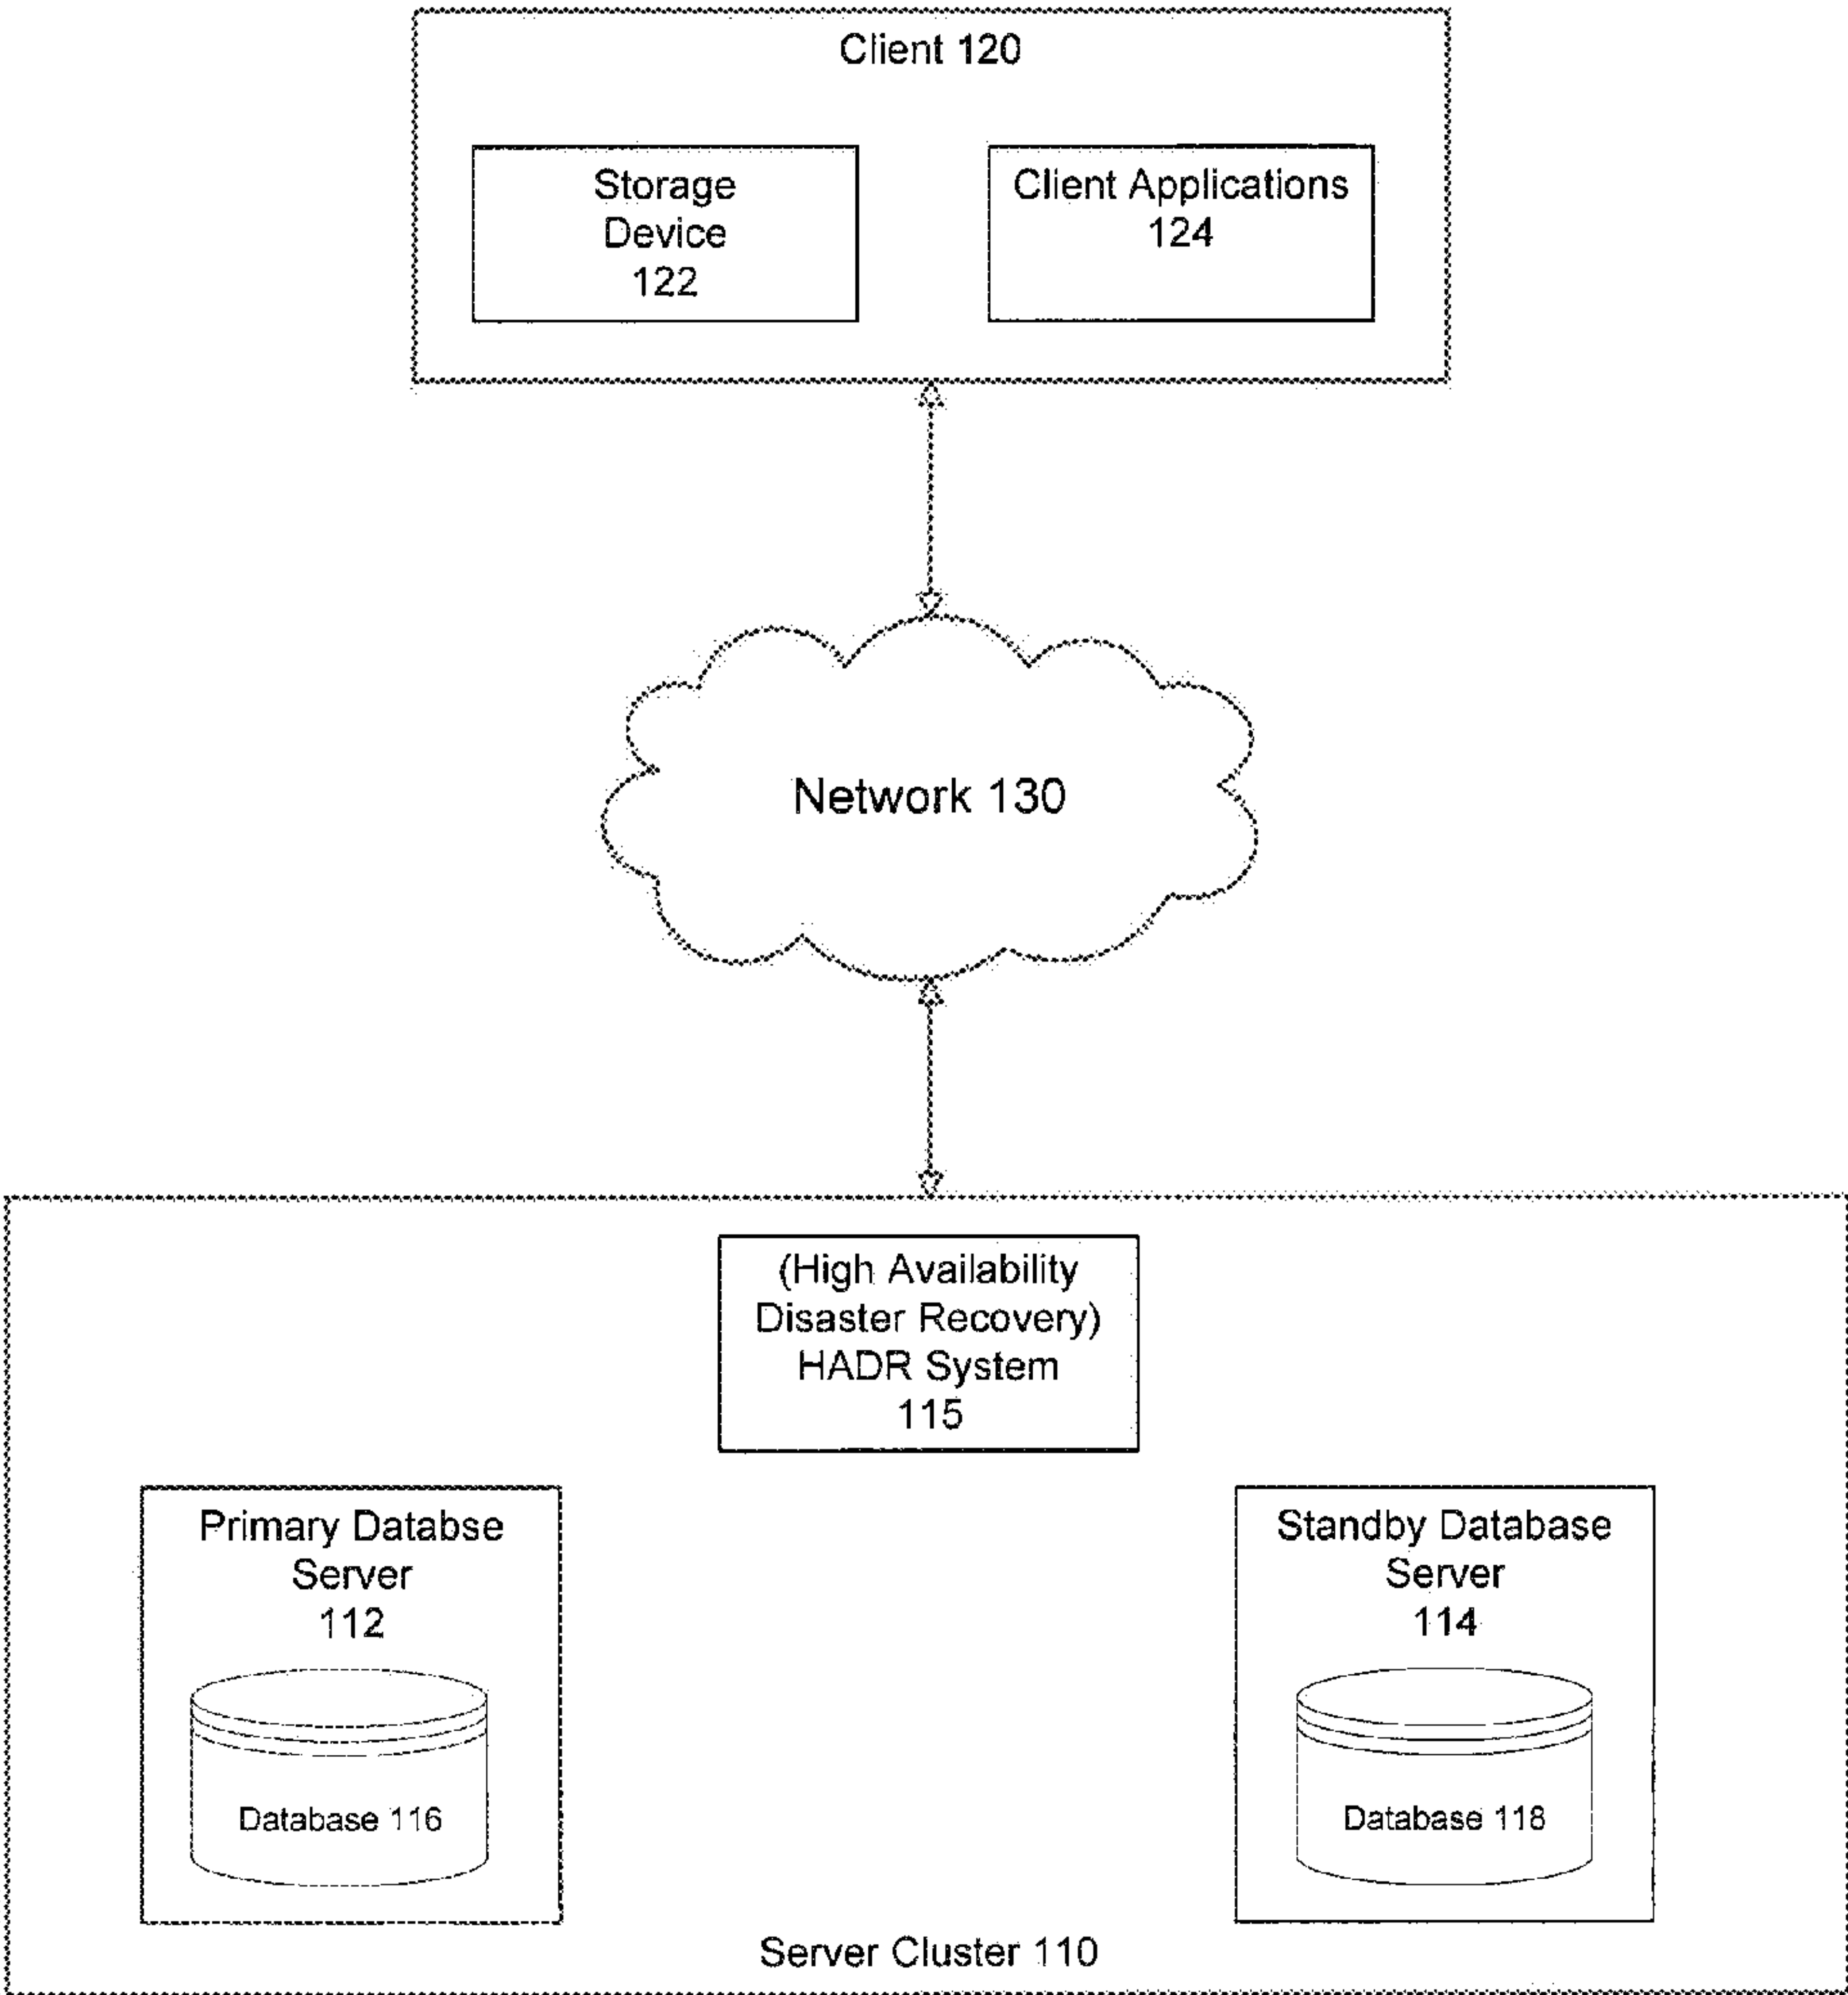 Client 120
Storage
Device
122
Client Applications
124
Network 130
(High Availability
Disaster Recovery)
HADR System
115
Primary Databse
Server
112
Database 116
Standby Database
Server
114
Database 118
Server Cluster 110